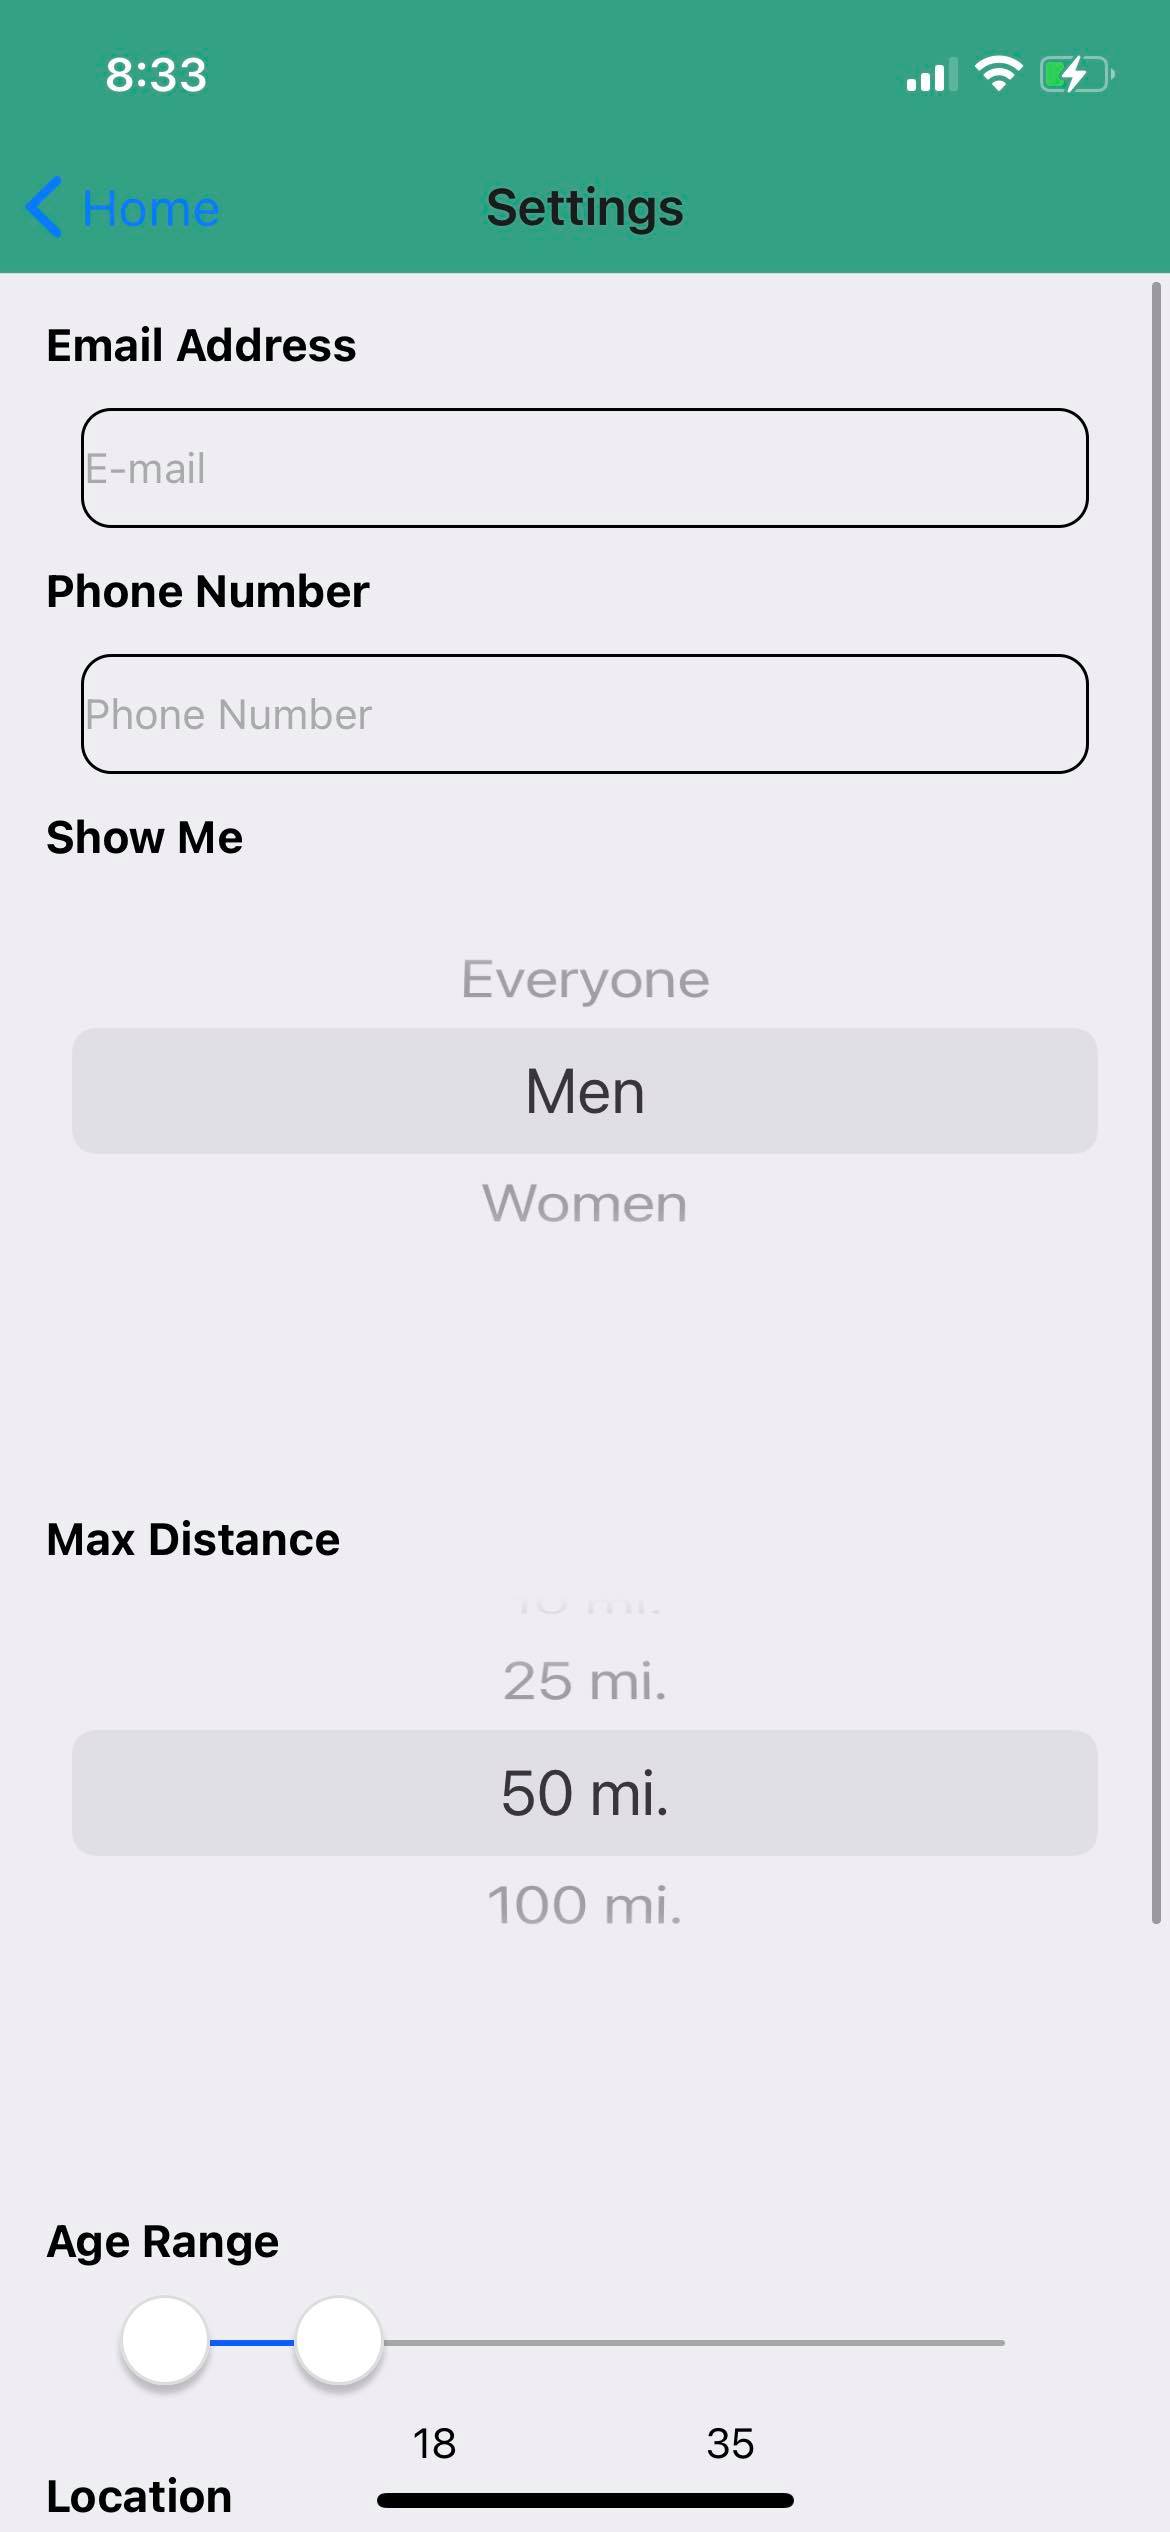 8:33
Home
Settings
Email Address
E-mail
Phone Number
Phone Number
Show Me
Everyone
Men
Women
Max Distance
25 mi.
50 mi.
100 mi.
Age Range
18 35
Location